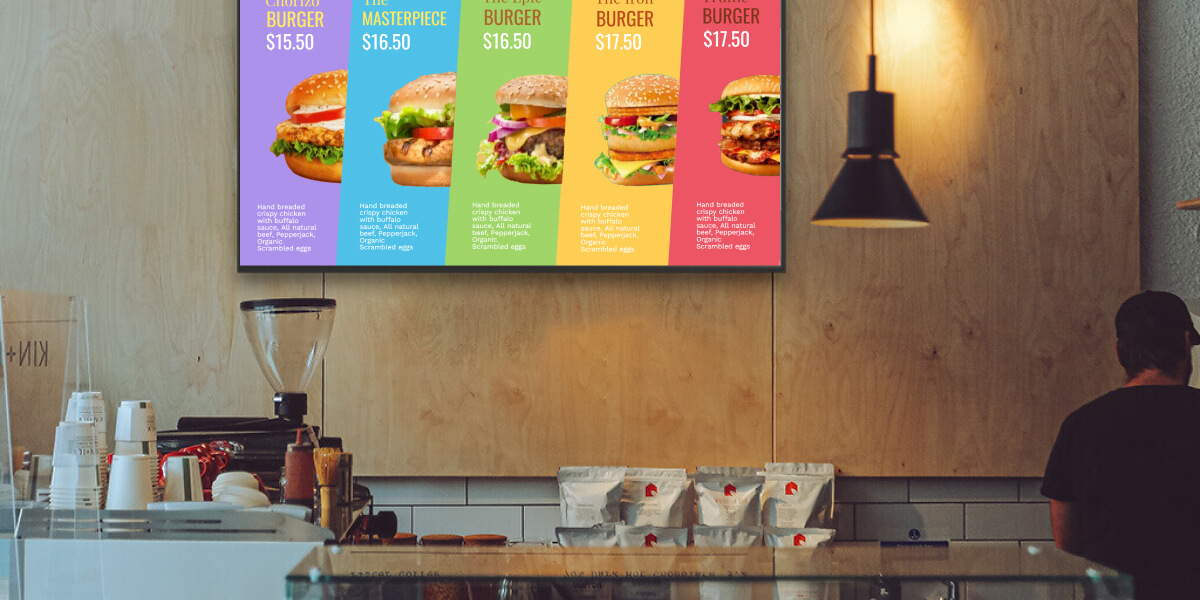 Chorizo
BURGER
$15.50
Hand breaded
crispy chicken
with buffalo
sauce, All natural
beef, Pepperjack,
Organic
Scrambled eggs
The
MASTERPIECE
$16.50
Hand breaded
crispy chicken
with buffalo
sauce, All natural
beef, Pepperjack,
Organic
Scrambled eggs
The Epic
BURGER
$16.50
Hand breaded
crispy chicken
with buffalo
sauce, All natural
beef, Pepperjack,
Organic
Scrambled eggs
The Iron
BURGER
$17.50
Hand breaded
crispy chicken
with buffalo
sauce, All natural
beef, Pepperjack,
Organic
Scrambled eggs
BURGER
$17.50
Hand breaded
crispy chicken
with buffalo
sauce, All natural
beef, Pepperjack,
Organic
Scrambled eggs
KIN+